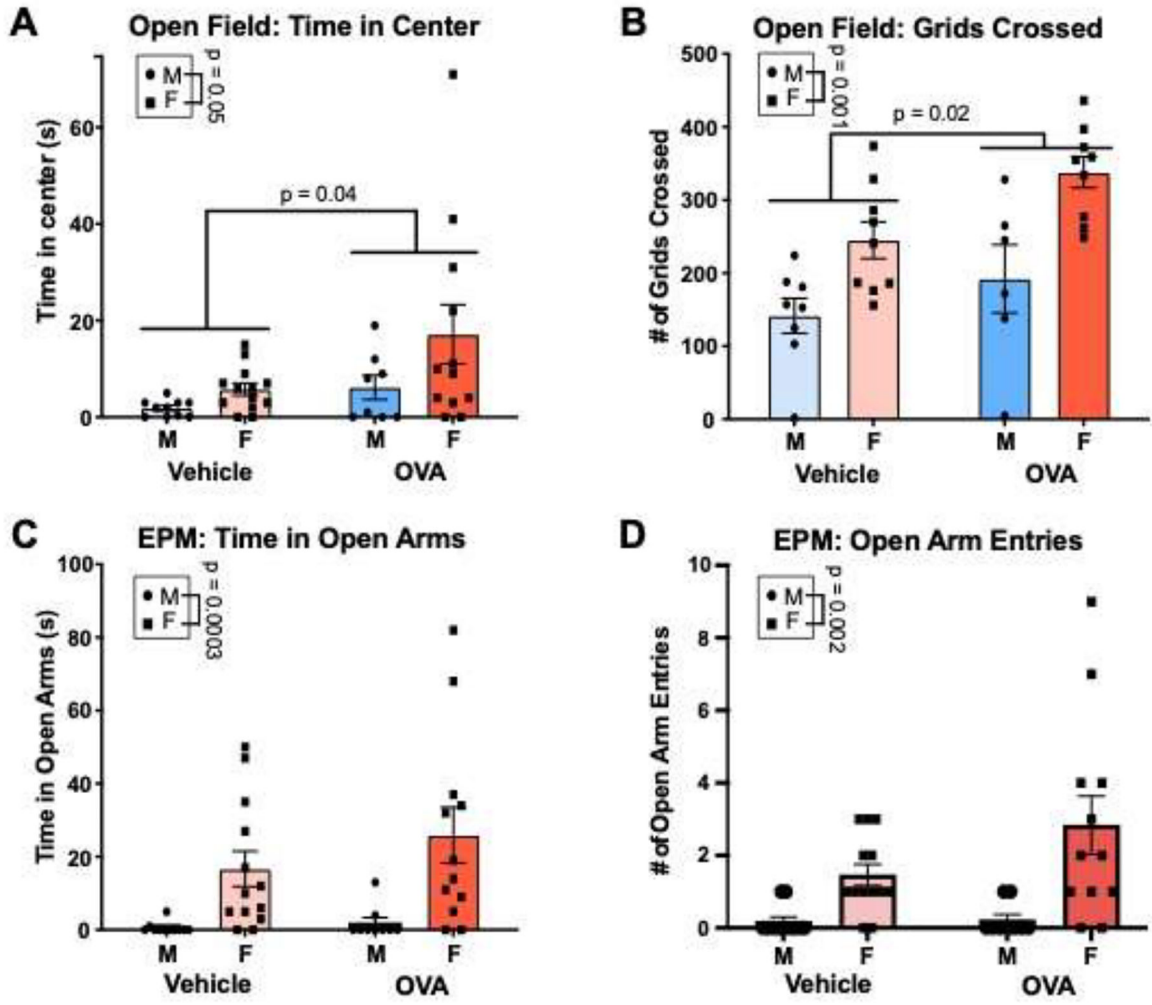 A
Open Field: Time in Center
M
F
p = 0.05
Time in center (s)
60
40
20
0
p = 0.04
M
F
M
F
Vehicle
OVA
B
Open Field: Grids Crossed
M
F
p = 0.001
# of Grids Crossed
500
400
300
200
100
0
p = 0.02
M
F
M
F
Vehicle
OVA
C
EPM: Time in Open Arms
M
F
p = 0.0003
Time in Open Arms (s)
100
80
60
40
20
0
M
F
M
F
Vehicle
OVA
D
EPM: Open Arm Entries
M
F
p = 0.002
# of Open Arm Entries
10
8
6
4
2
0
M
F
M
F
Vehicle
OVA